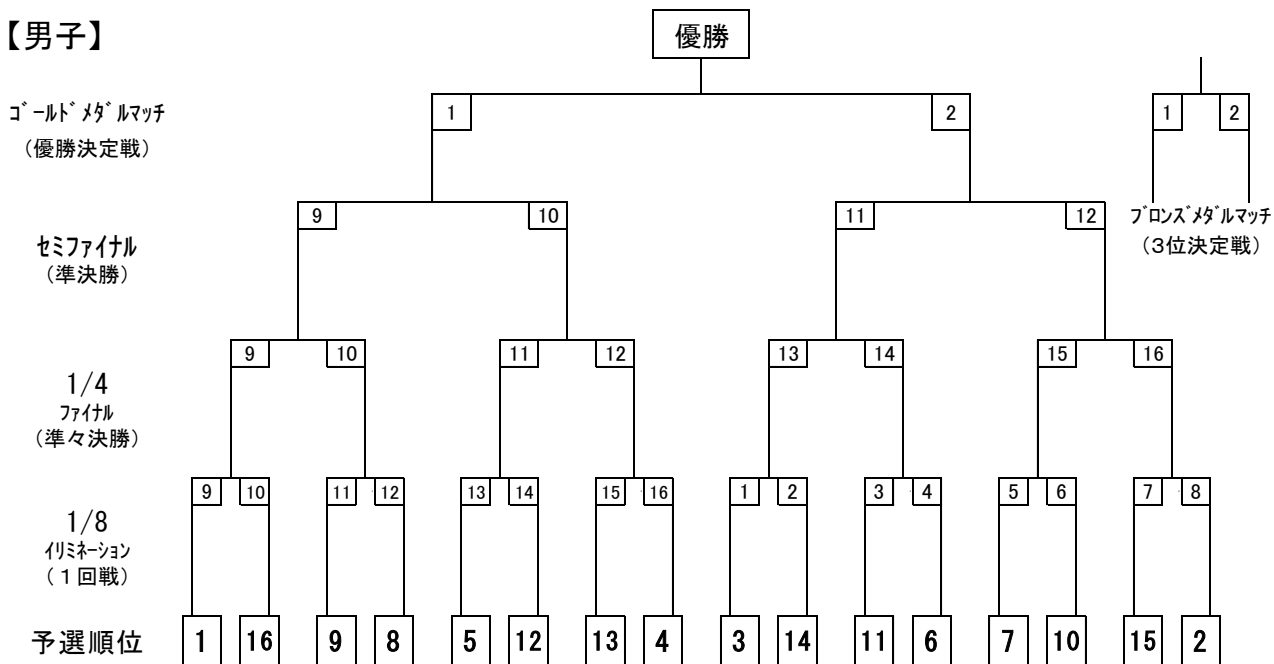 【男子】
優勝
ｺﾞｰﾙﾄﾞﾒﾀﾞﾙﾏｯﾁ
(優勝決定戦)
1 2
1 2
9 10 11 12
ﾌﾞﾛﾝｽﾞﾒﾀﾞﾙﾏｯﾁ
(3位決定戦)
ｾﾐﾌｧｲﾅﾙ
(準決勝)
9 10 11 12 13 14 15 16
1/4
ﾌｧｲﾅﾙ
(準々決勝)
9 10 11 12 13 14 15 16 1 2 3 4 5 6 7 8
1/8
ｲﾘﾐﾈｰｼｮﾝ
(1回戦)
予選順位 1 16 9 8 5 12 13 4 3 14 11 6 7 10 15 2